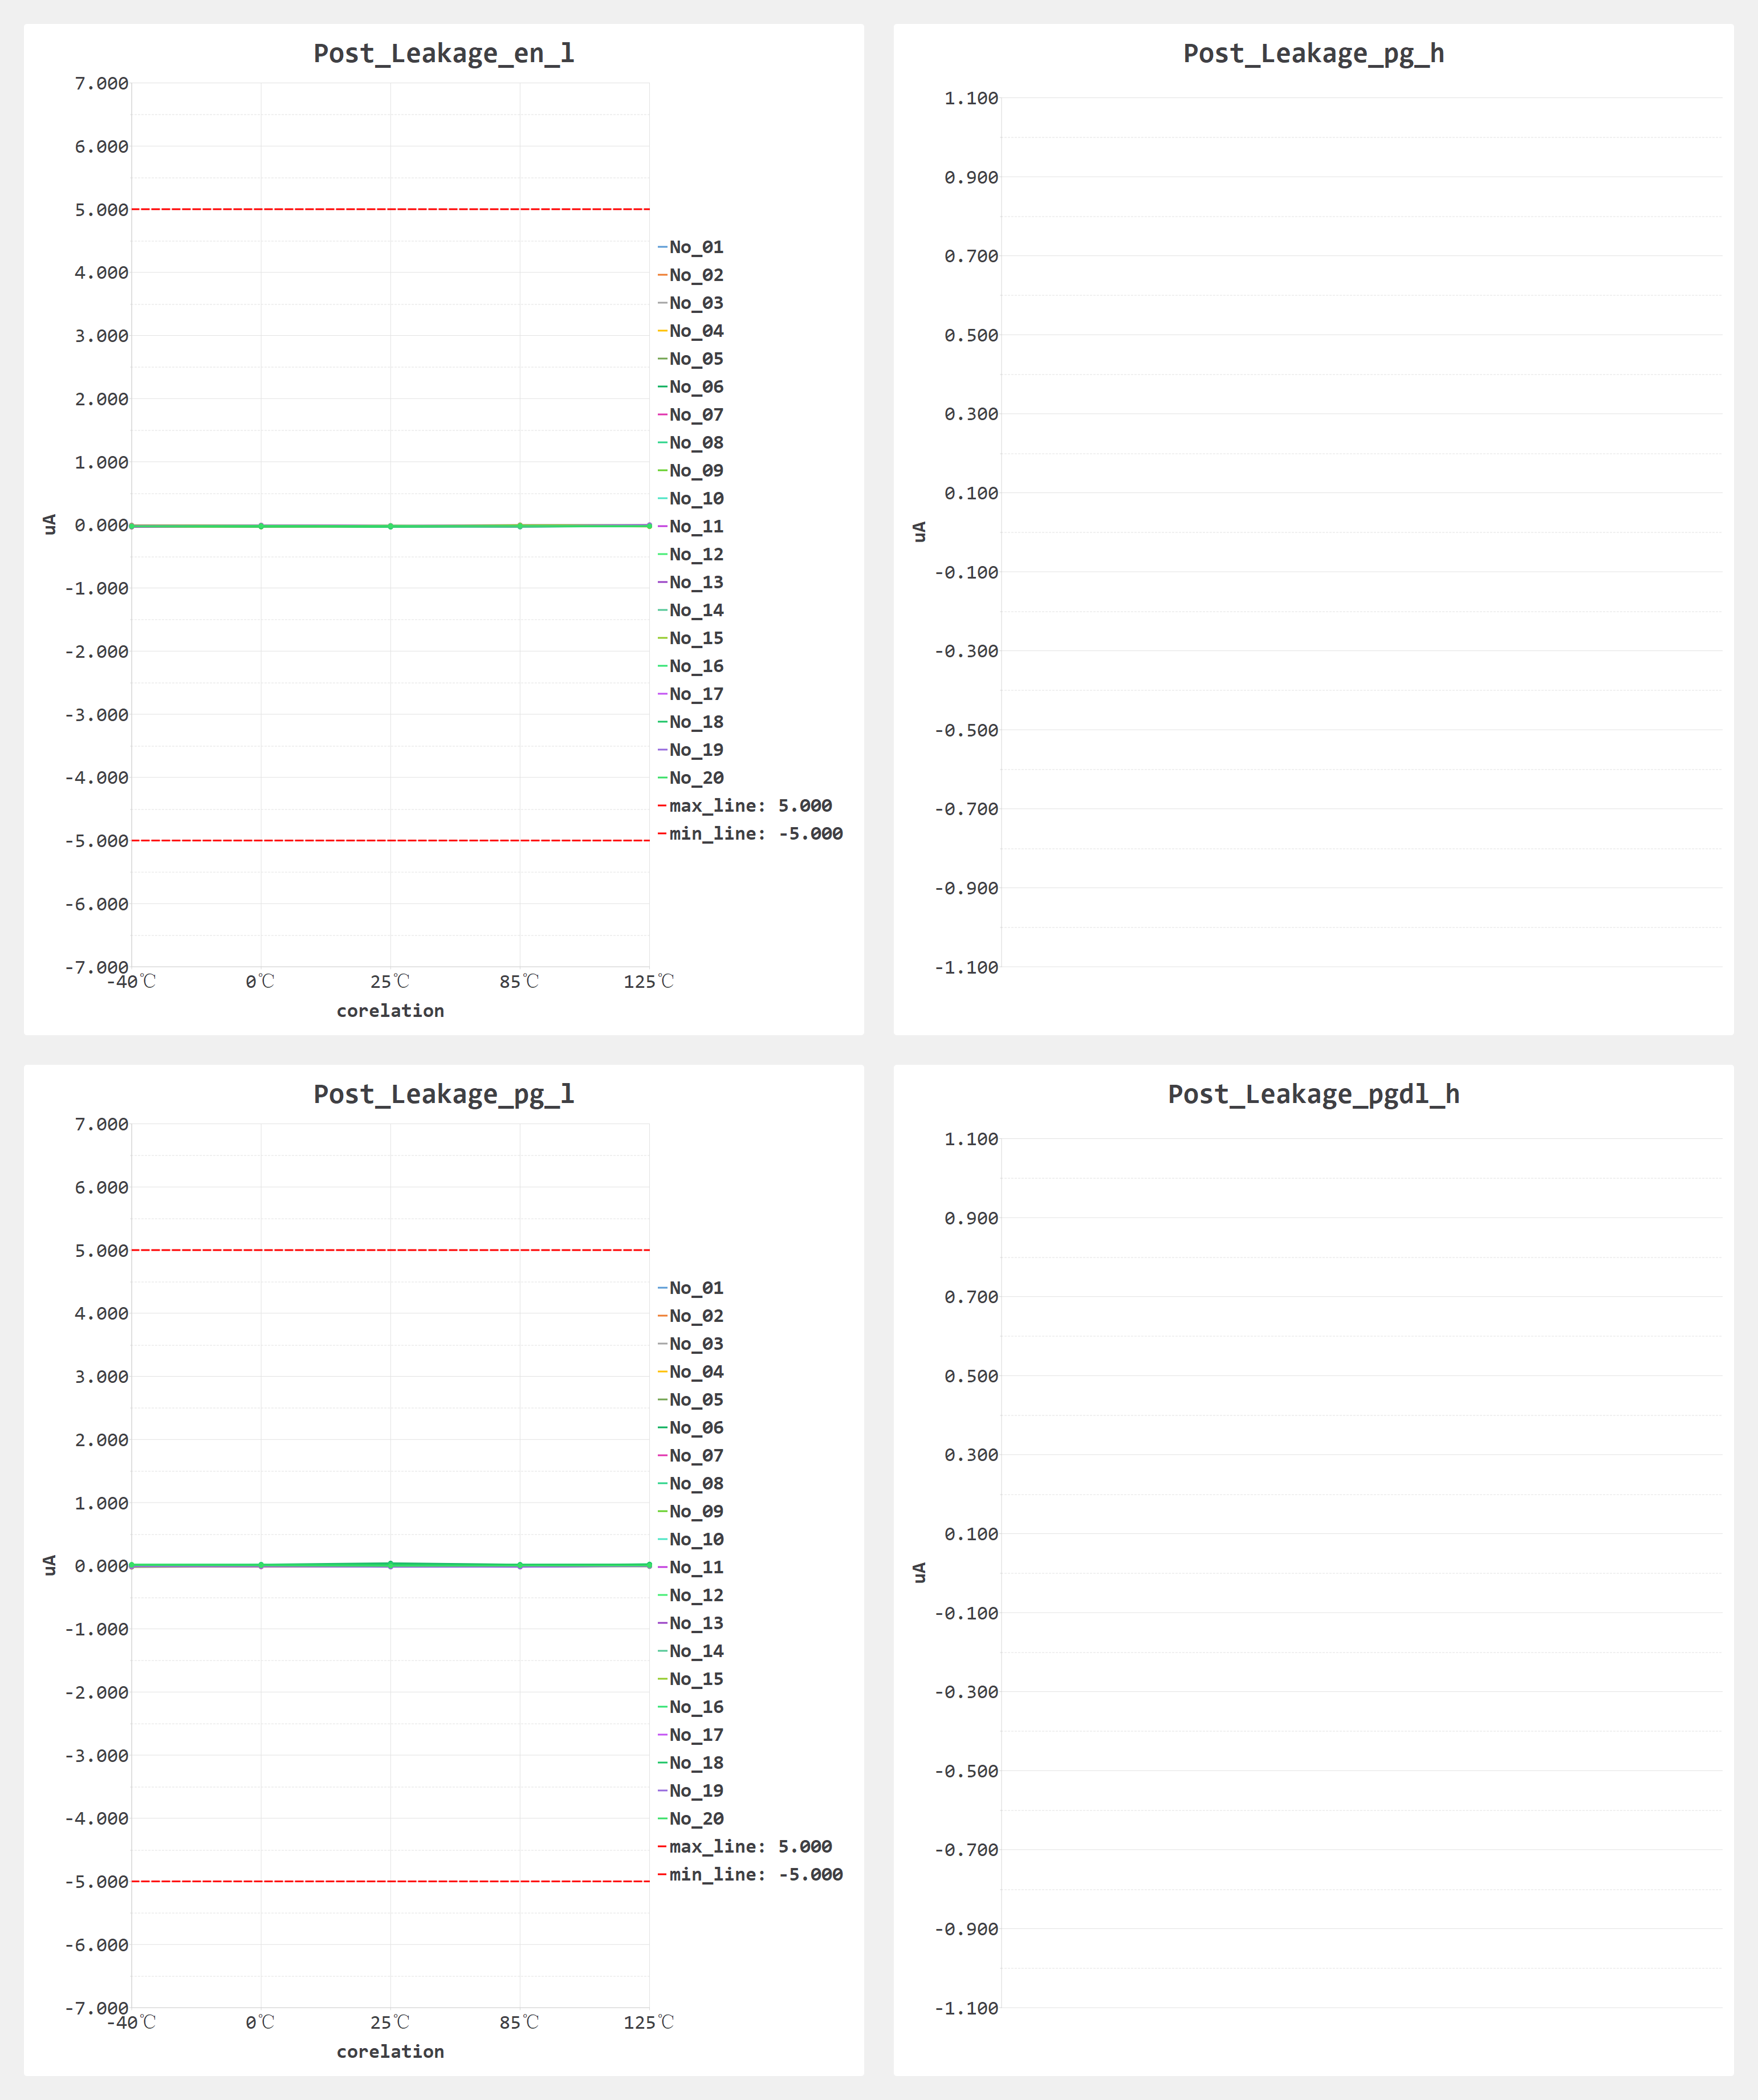 Post_Leakage_en_l
7.000
6.000
5.000
4.000
3.000
2.000
1.000
0.000
-1.000
-2.000
-3.000
-4.000
-5.000
-6.000
-7.000
uA
-40℃ 0℃ 25℃ 85℃ 125℃
corelation
No_01
No_02
No_03
No_04
No_05
No_06
No_07
No_08
No_09
No_10
No_11
No_12
No_13
No_14
No_15
No_16
No_17
No_18
No_19
No_20
max_line: 5.000
min_line: -5.000
Post_Leakage_pg_h
1.100
0.900
0.700
0.500
0.300
0.100
-0.100
-0.300
-0.500
-0.700
-0.900
-1.100
uA
Post_Leakage_pg_l
7.000
6.000
5.000
4.000
3.000
2.000
1.000
0.000
-1.000
-2.000
-3.000
-4.000
-5.000
-6.000
-7.000
uA
-40℃ 0℃ 25℃ 85℃ 125℃
corelation
No_01
No_02
No_03
No_04
No_05
No_06
No_07
No_08
No_09
No_10
No_11
No_12
No_13
No_14
No_15
No_16
No_17
No_18
No_19
No_20
max_line: 5.000
min_line: -5.000
Post_Leakage_pgdl_h
1.100
0.900
0.700
0.500
0.300
0.100
-0.100
-0.300
-0.500
-0.700
-0.900
-1.100
uA